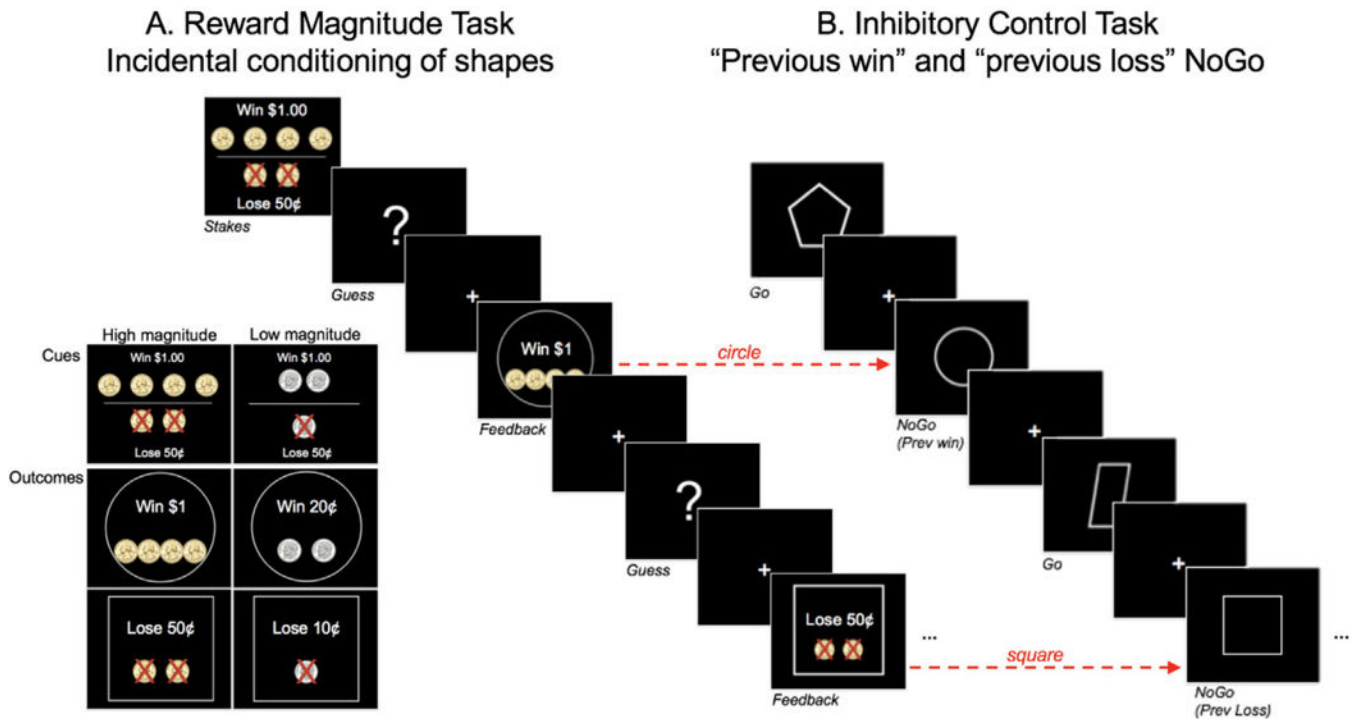 A. Reward Magnitude Task
Incidental conditioning of shapes
B. Inhibitory Control Task
“Previous win” and “previous loss” NoGo
Win $1.00
Lose 50¢
Stakes
?
Guess
+
Win $1
Feedback
+
?
Guess
+
Lose 50¢
Feedback
...
circle
square
Go
+
NoGo
(Prev win)
+
Go
+
NoGo
(Prev Loss)
...
High magnitude
Low magnitude
Cues
Win $1.00
Lose 50¢
Win $1.00
Lose 50¢
Outcomes
Win $1
Win 20¢
Lose 50¢
Lose 10¢